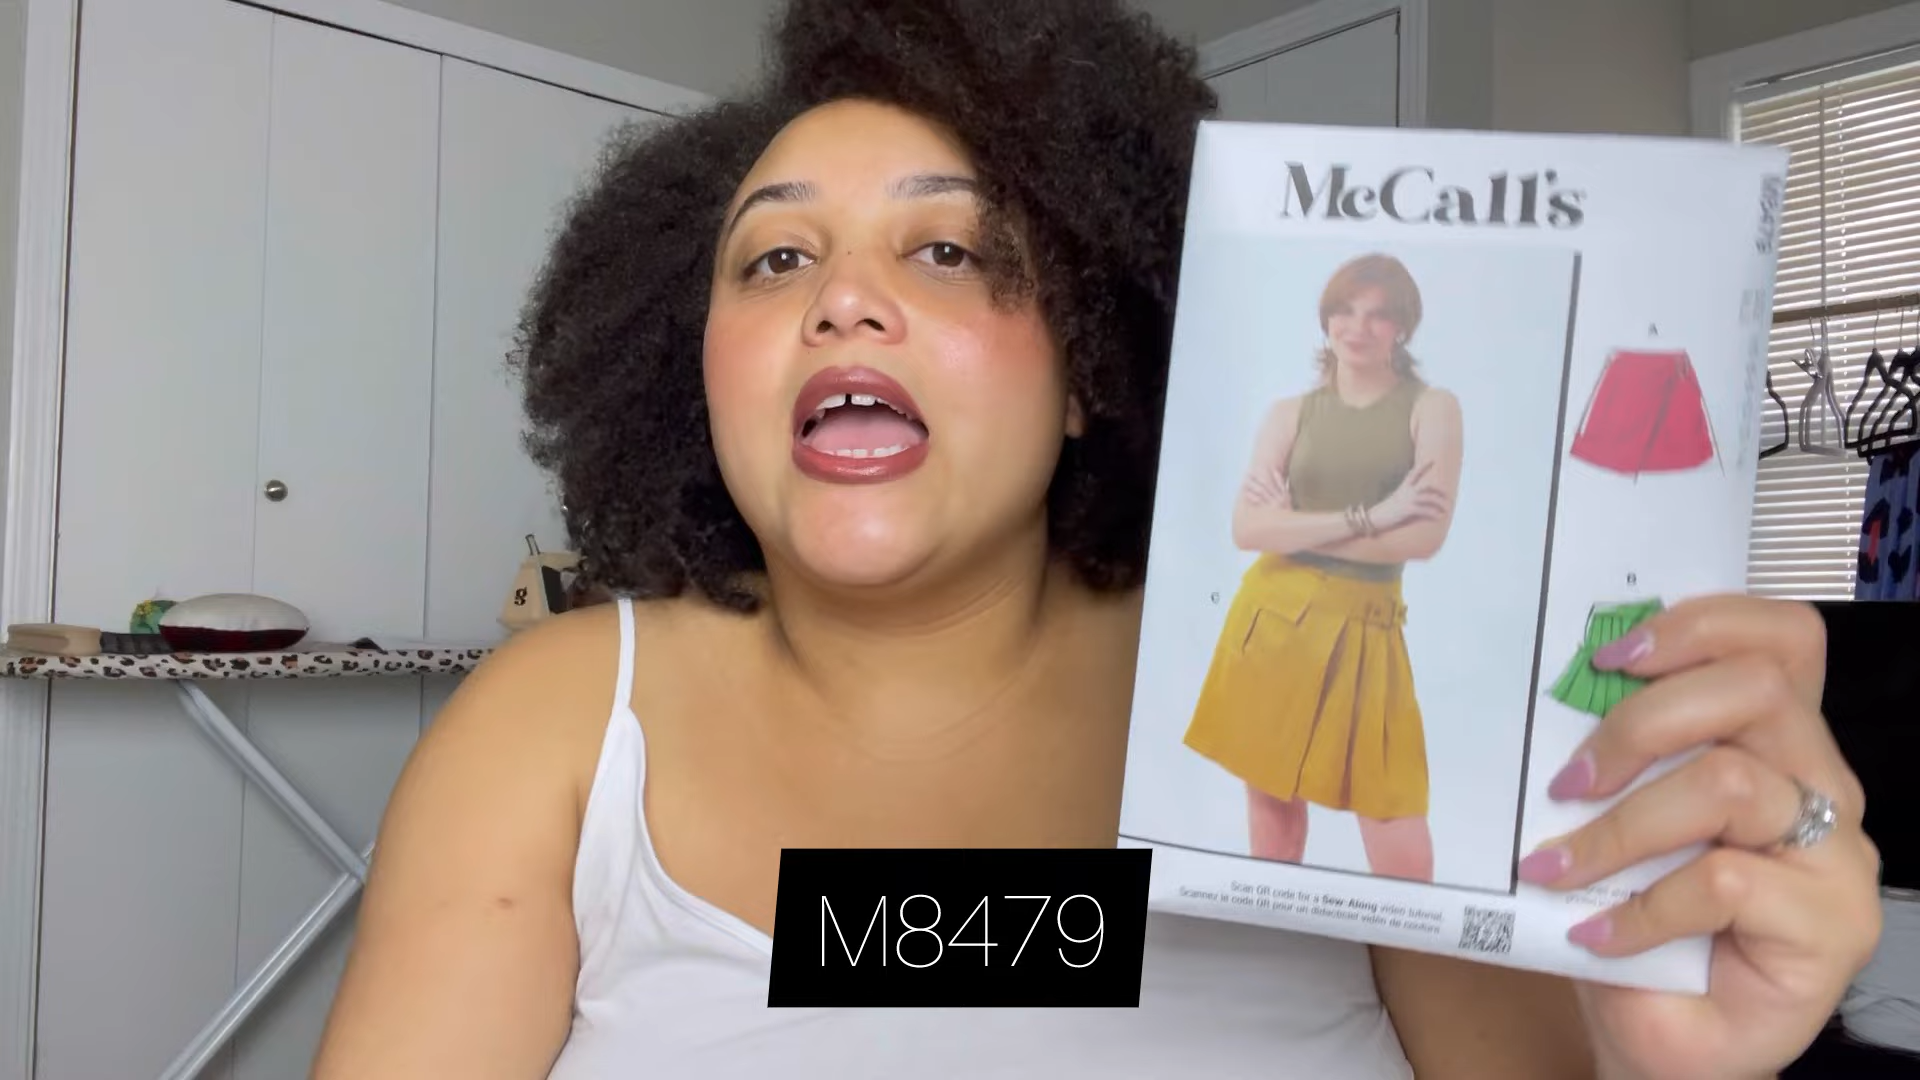 McCall's
M8479
A
B
C
Scan QR code for a Sew-Along video tutorial.
Scannez le code QR pour un didacticiel vidéo de couture
g
M8479